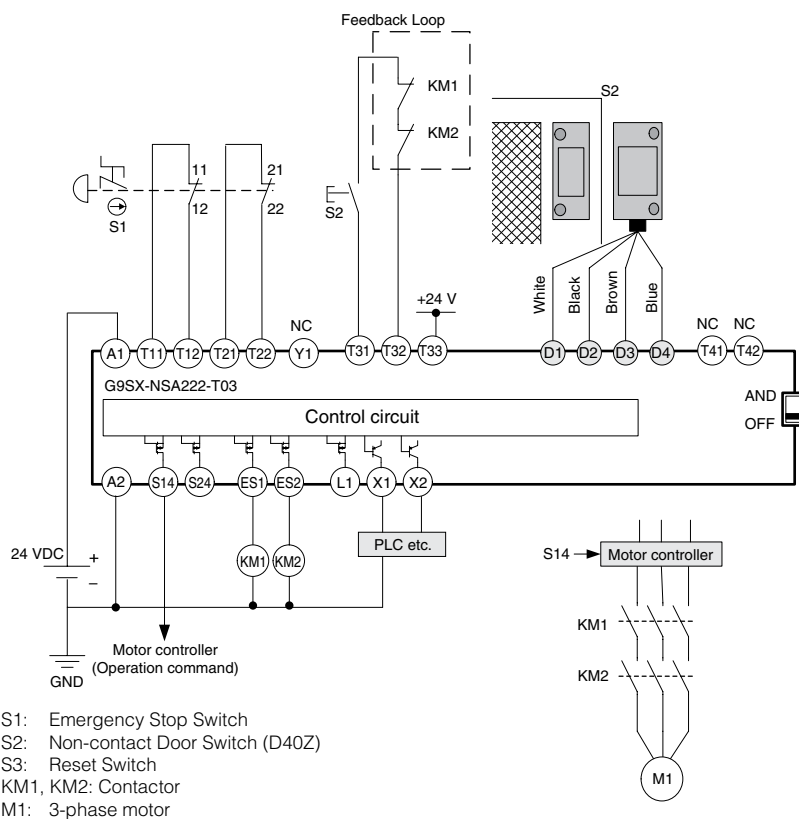 Feedback Loop
KM1
KM2
S2
11
12
21
22
S1
S2
White
Black
Brown
Blue
+24 V
NC
NC NC
A1 T11 T12 T21 T22 Y1 T31 T32 T33 D1 D2 D3 D4 T41 T42
G9SX-NSA222-T03
AND
OFF
Control circuit
A2 S14 S24 ES1 ES2 L1 X1 X2
24 VDC
+
–
KM1 KM2
PLC etc.
S14
Motor controller
KM1
KM2
M1
Motor controller
(Operation command)
GND
S1: Emergency Stop Switch
S2: Non-contact Door Switch (D40Z)
S3: Reset Switch
KM1, KM2: Contactor
M1: 3-phase motor